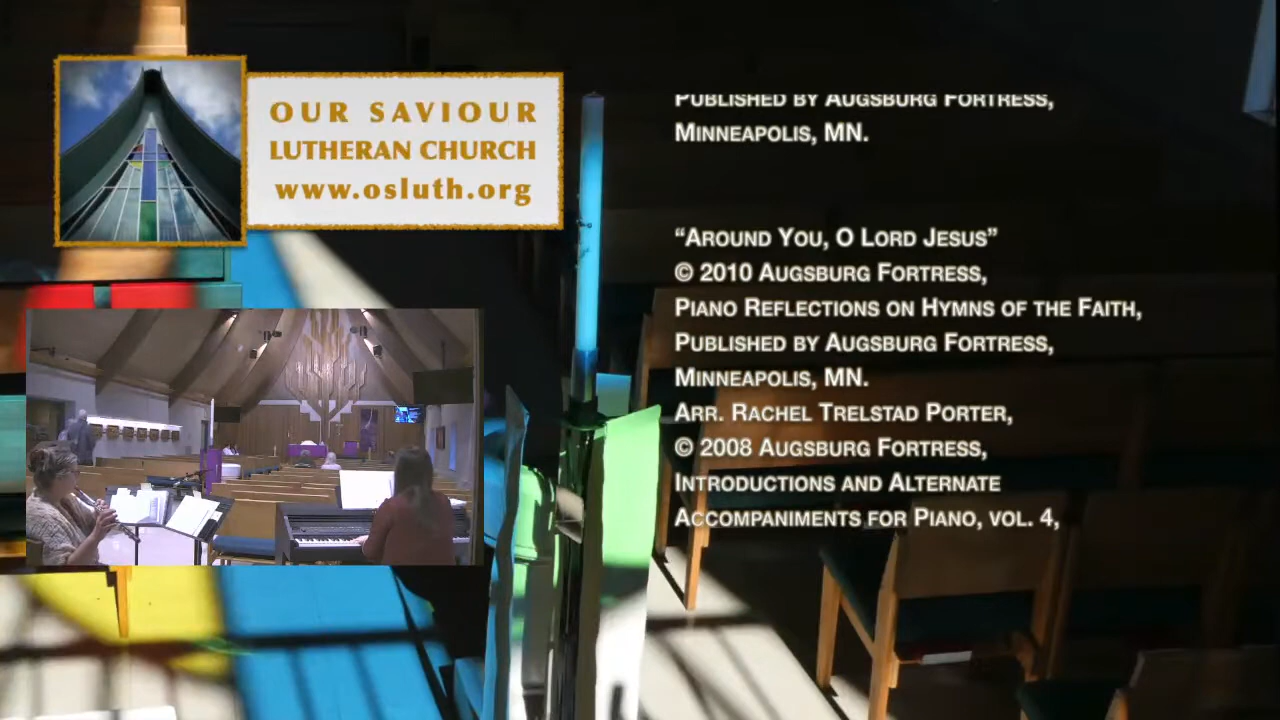 OUR SAVIOUR
LUTHERAN CHURCH
www.osluth.org
PUBLISHED BY AUGSBURG FORTRESS,
MINNEAPOLIS, MN.
“AROUND YOU, O LORD JESUS”
© 2010 AUGSBURG FORTRESS,
PIANO REFLECTIONS ON HYMNS OF THE FAITH,
PUBLISHED BY AUGSBURG FORTRESS,
MINNEAPOLIS, MN.
ARR. RACHEL TRELSTAD PORTER,
© 2008 AUGSBURG FORTRESS,
INTRODUCTIONS AND ALTERNATE
ACCOMPANIMENTS FOR PIANO, VOL. 4,